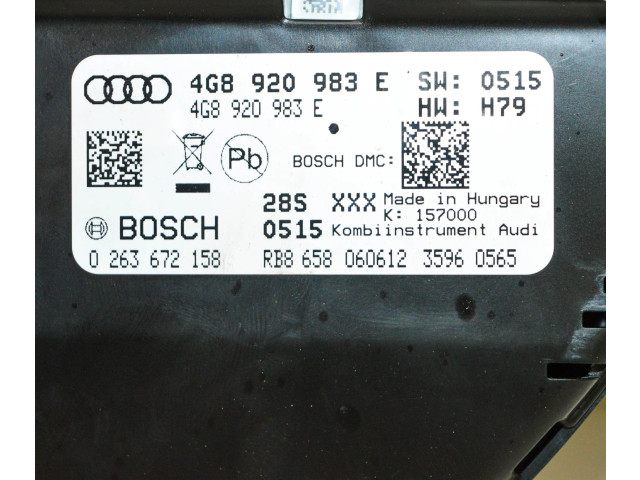 4G8 920 983 E SW: 0515
4G8 920 983 E HW: H79
Pb BOSCH DMC:
28S XXX Made in Hungary
K: 157000
BOSCH 0515 Kombiinstrument Audi
0 263 672 158 RB8 658 060612 3596 0565